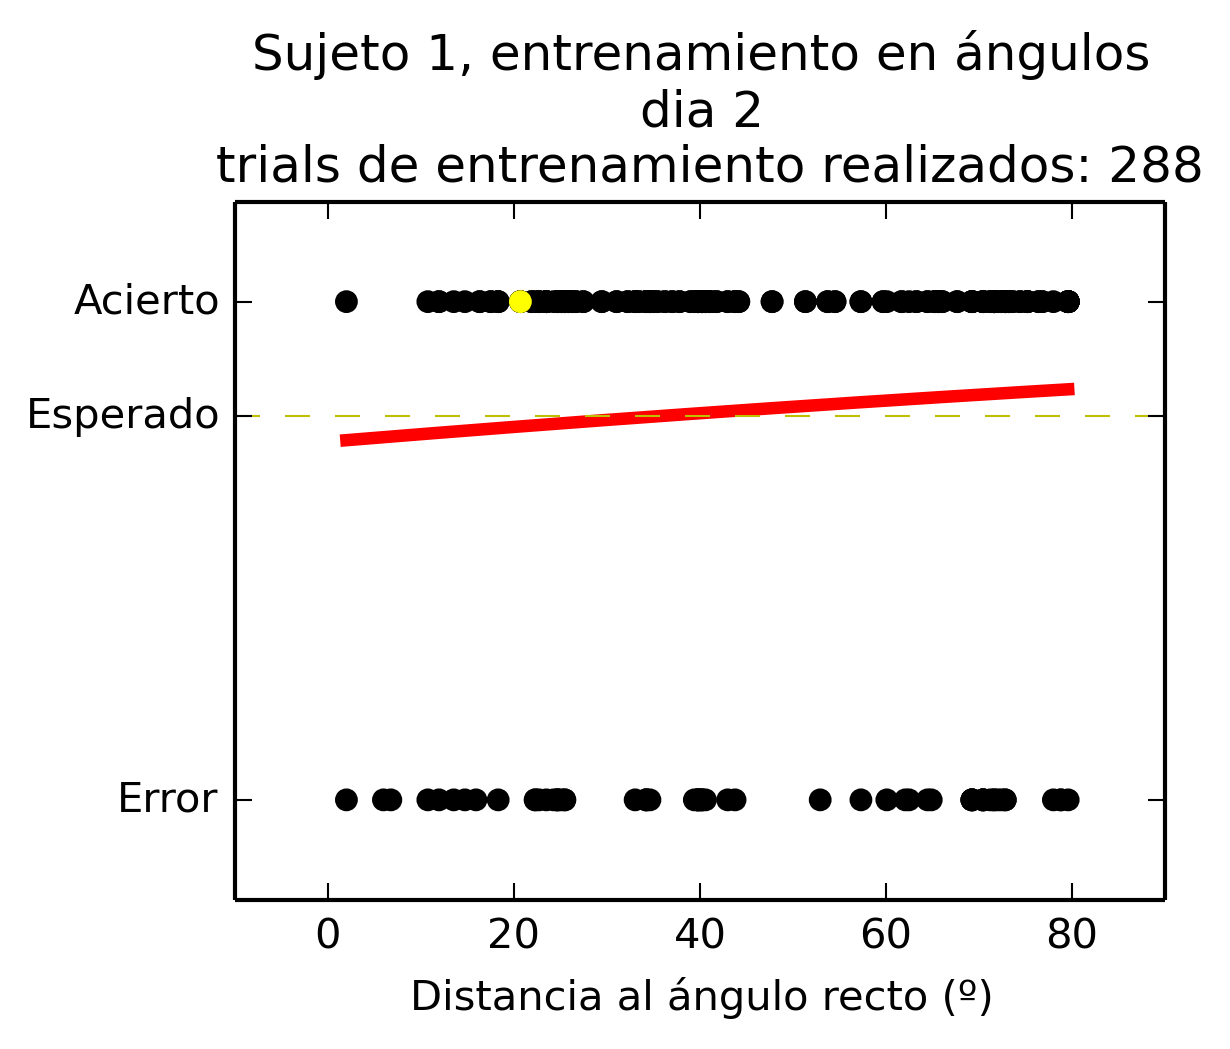 Sujeto 1, entrenamiento en ángulos
dia 2
trials de entrenamiento realizados: 288
Acierto
Esperado
Error
0 20 40 60 80
Distancia al ángulo recto (º)